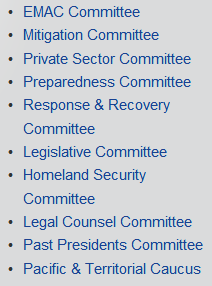 • EMAC Committee
• Mitigation Committee
• Private Sector Committee
• Preparedness Committee
• Response & Recovery
Committee
• Legislative Committee
• Homeland Security
Committee
• Legal Counsel Committee
• Past Presidents Committee
• Pacific & Territorial Caucus